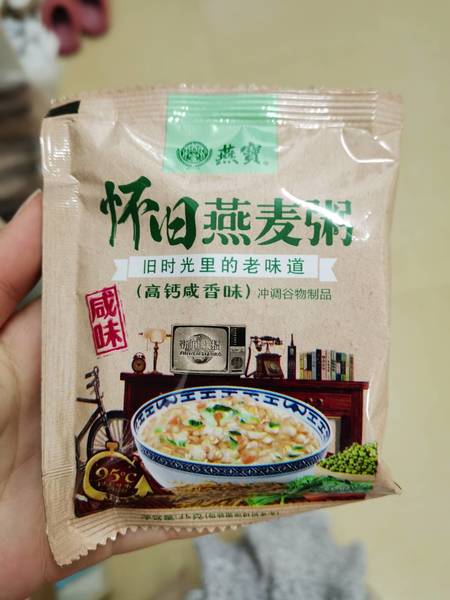 燕寶
怀旧燕麦粥
旧时光里的老味道
(高钙咸香味)冲调谷物制品
咸味
95°C